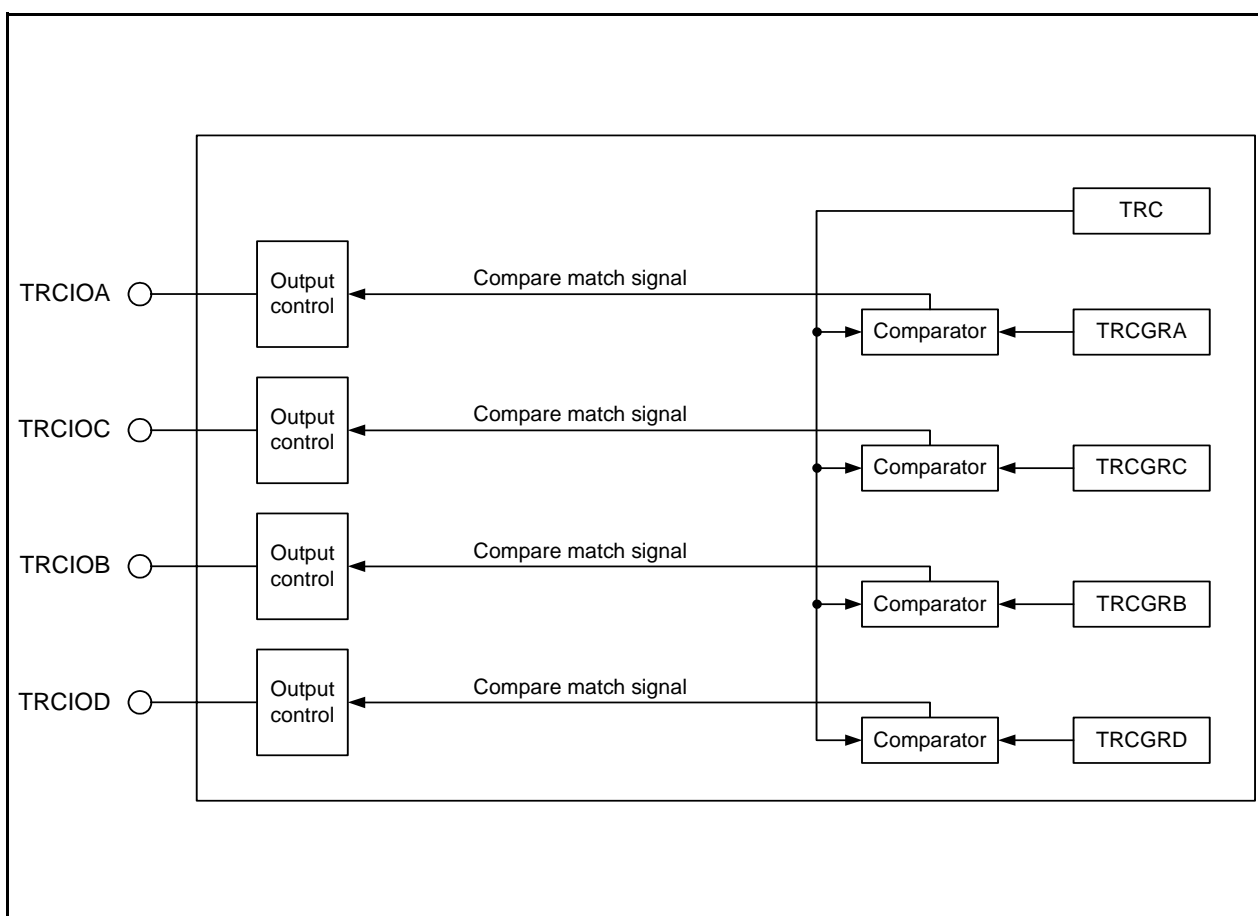 TRC
TRCIOA
Output
control
Compare match signal
Comparator
TRCGRA
TRCIOC
Output
control
Compare match signal
Comparator
TRCGRC
TRCIOB
Output
control
Compare match signal
Comparator
TRCGRB
TRCIOD
Output
control
Compare match signal
Comparator
TRCGRD